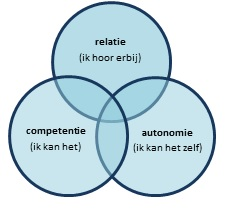 relatie
(ik hoor erbij)
competentie
(ik kan het)
autonomie
(ik kan het zelf)